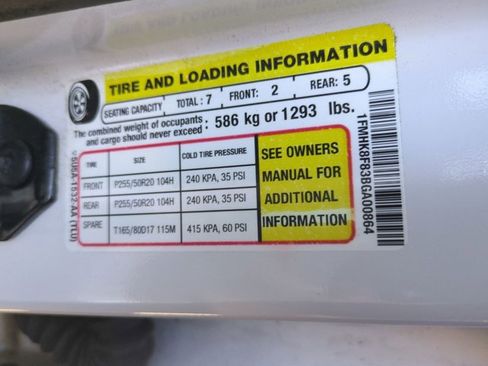 TIRE AND LOADING INFORMATION
SEATING CAPACITY TOTAL : 7 FRONT: 2 REAR: 5
The combined weight of occupants : 586 kg or 1293 lbs.
and cargo should never exceed
TIRE SIZE COLD TIRE PRESSURE
FRONT P255/50R20 104H 240 KPA, 35 PSI
REAR P255/50R20 104H 240 KPA, 35 PSI
SPARE T165/80D17 115M 415 KPA, 60 PSI
SEE OWNERS
MANUAL FOR
ADDITIONAL
INFORMATION
1FMHK8F83BGA00864